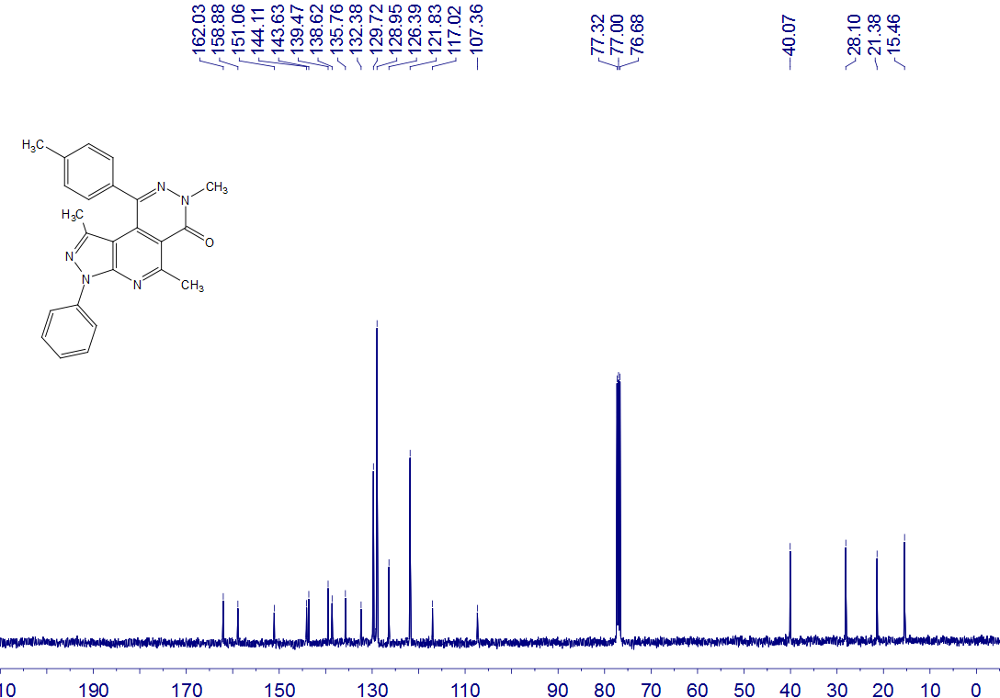 162.03
158.88
151.06
144.11
143.63
139.47
138.62
135.76
132.38
129.72
128.95
126.39
121.83
117.02
107.36
77.32
77.00
76.68
40.07
28.10
21.38
15.46
H3C
N
N
CH3
H3C
O
N
N
N
CH3
10 190 170 150 130 110 90 80 70 60 50 40 30 20 10 0